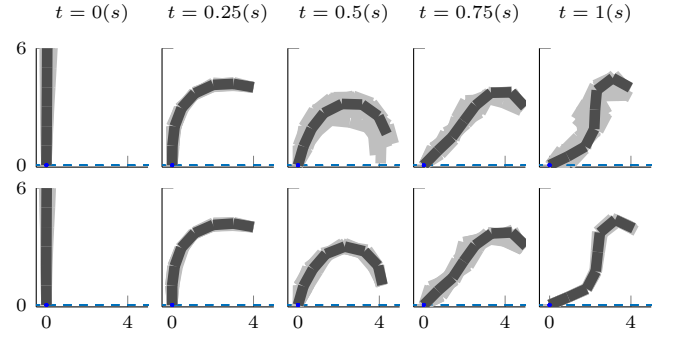 t = 0(s) t = 0.25(s) t = 0.5(s) t = 0.75(s) t = 1(s)
6
0
6
0
0 4 0 4 0 4 0 4 0 4